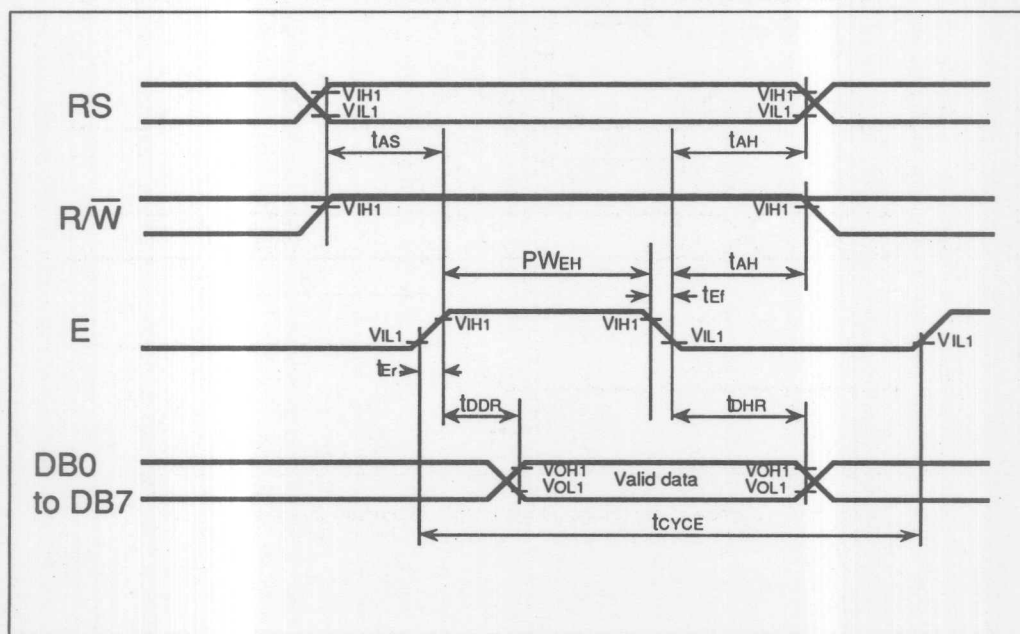 RS
VIH1
VIL1
VIH1
VIL1
tAS
tAH
R/W̅
VIH1
VIH1
PWEH
tAH
tEf
E
VIL1
VIH1
VIH1
VIL1
VIL1
tEr
tDDR
tDHR
DB0
to DB7
VOH1
VOL1
Valid data
VOH1
VOL1
tCYCE